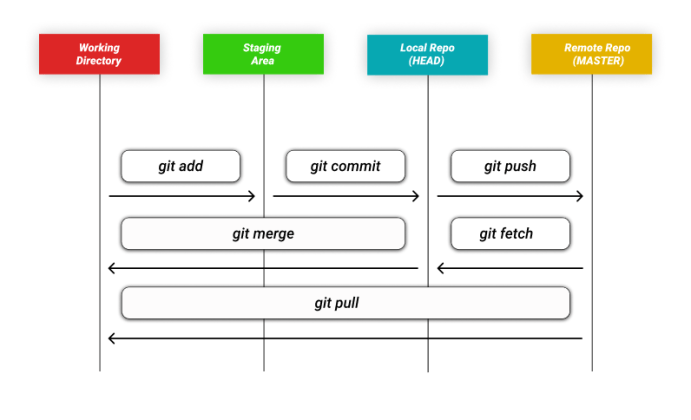 Working
Directory
Staging
Area
Local Repo
(HEAD)
Remote Repo
(MASTER)
git add
git commit
git push
git merge
git fetch
git pull